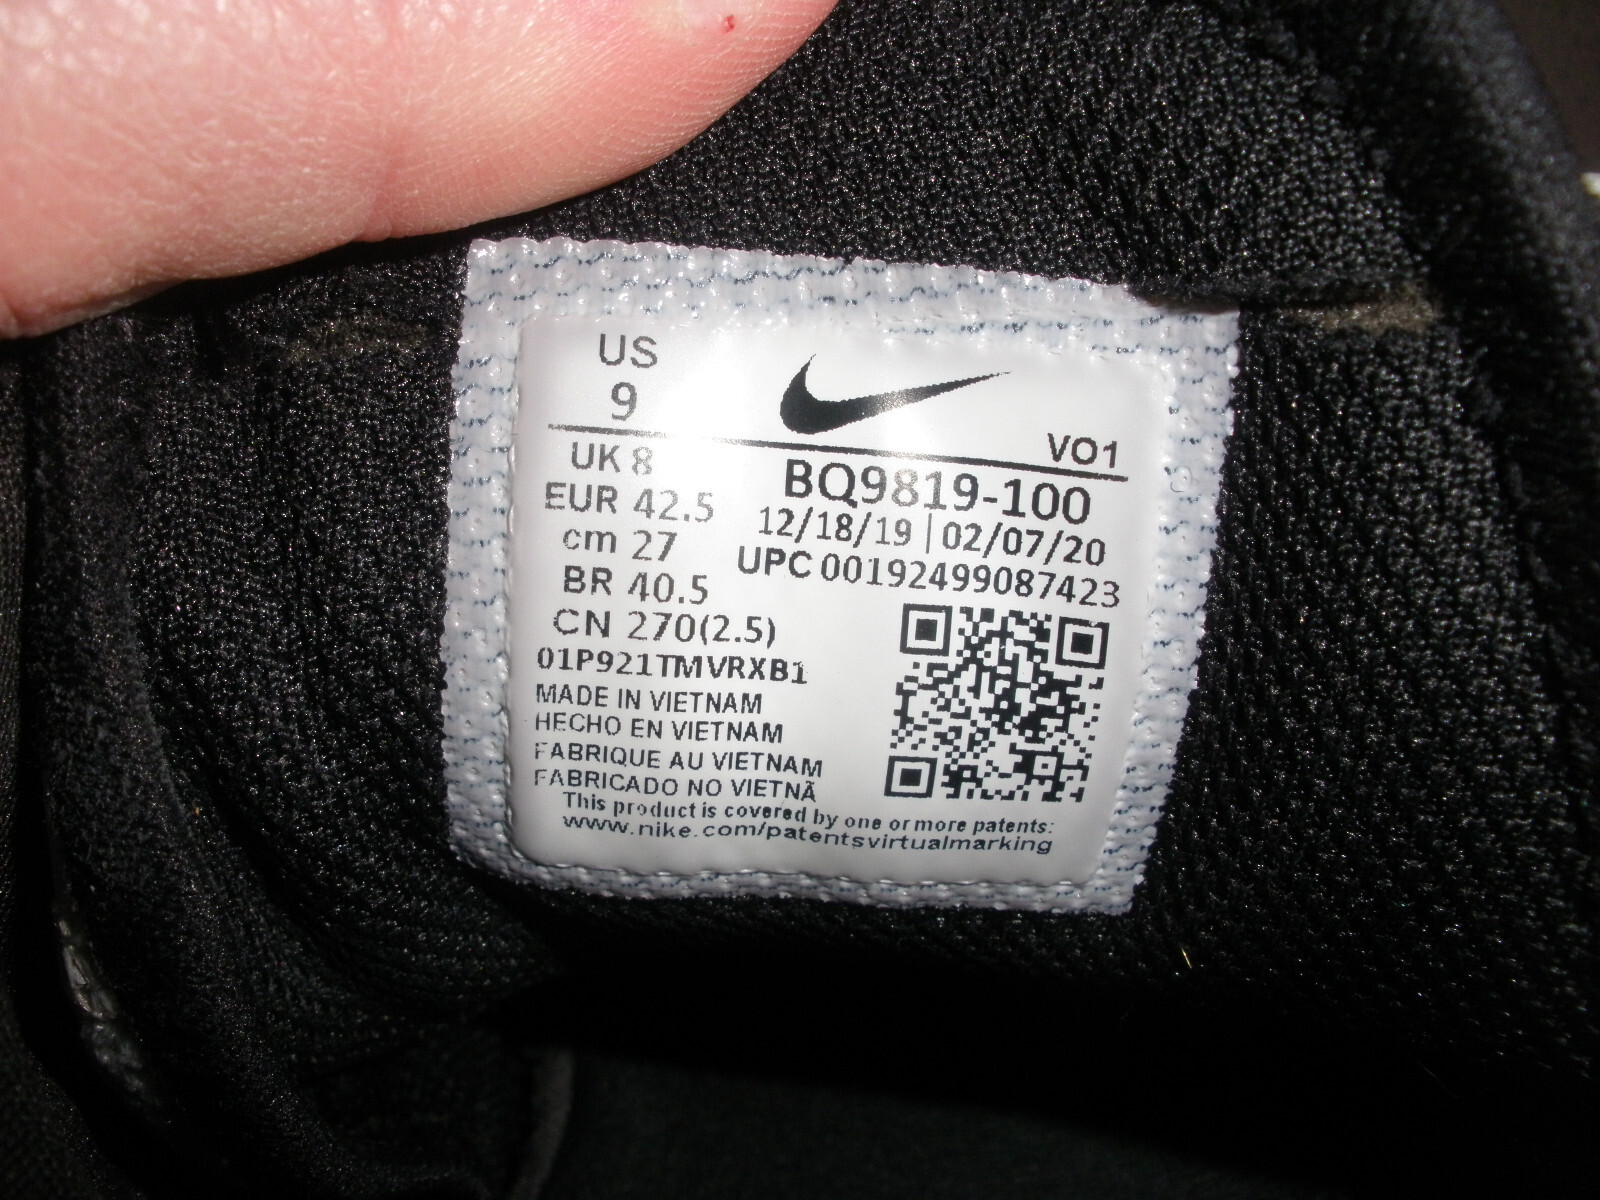 US
9
VO1
UK 8
EUR 42.5
cm 27
BR 40.5
CN 270(2.5)
BQ9819-100
12/18/19 | 02/07/20
UPC 00192499087423
01P921TMVRXB1
MADE IN VIETNAM
HECHO EN VIETNAM
FABRIQUE AU VIETNAM
FABRICADO NO VIETNÃ
This product is covered by one or more patents:
www.nike.com/patentsvirtualmarking